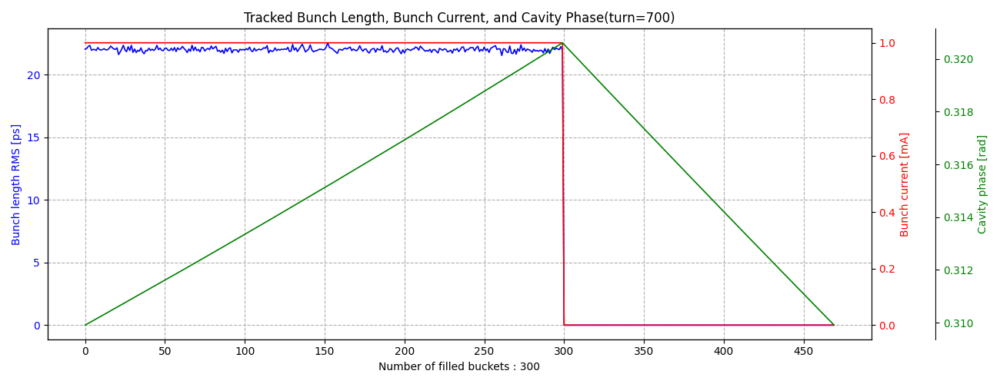 Tracked Bunch Length, Bunch Current, and Cavity Phase(turn=700)
Bunch length RMS [ps]
20
15
10
5
0
0 50 100 150 200 250 300 350 400 450
Number of filled buckets : 300
1.0
0.8
0.6
0.4
0.2
0.0
Bunch current [mA]
0.320
0.318
0.316
0.314
0.312
0.310
Cavity phase [rad]